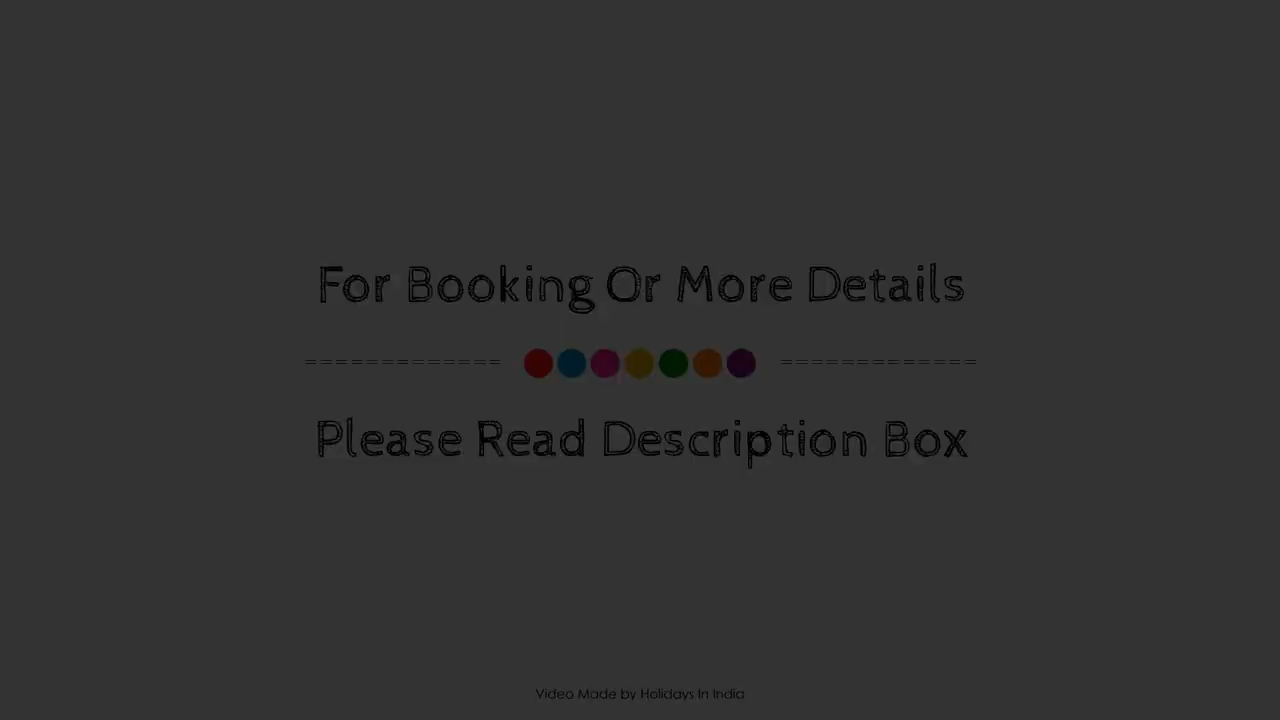 For Booking Or More Details
============= =============
Please Read Description Box
Video Made by Holidays In India